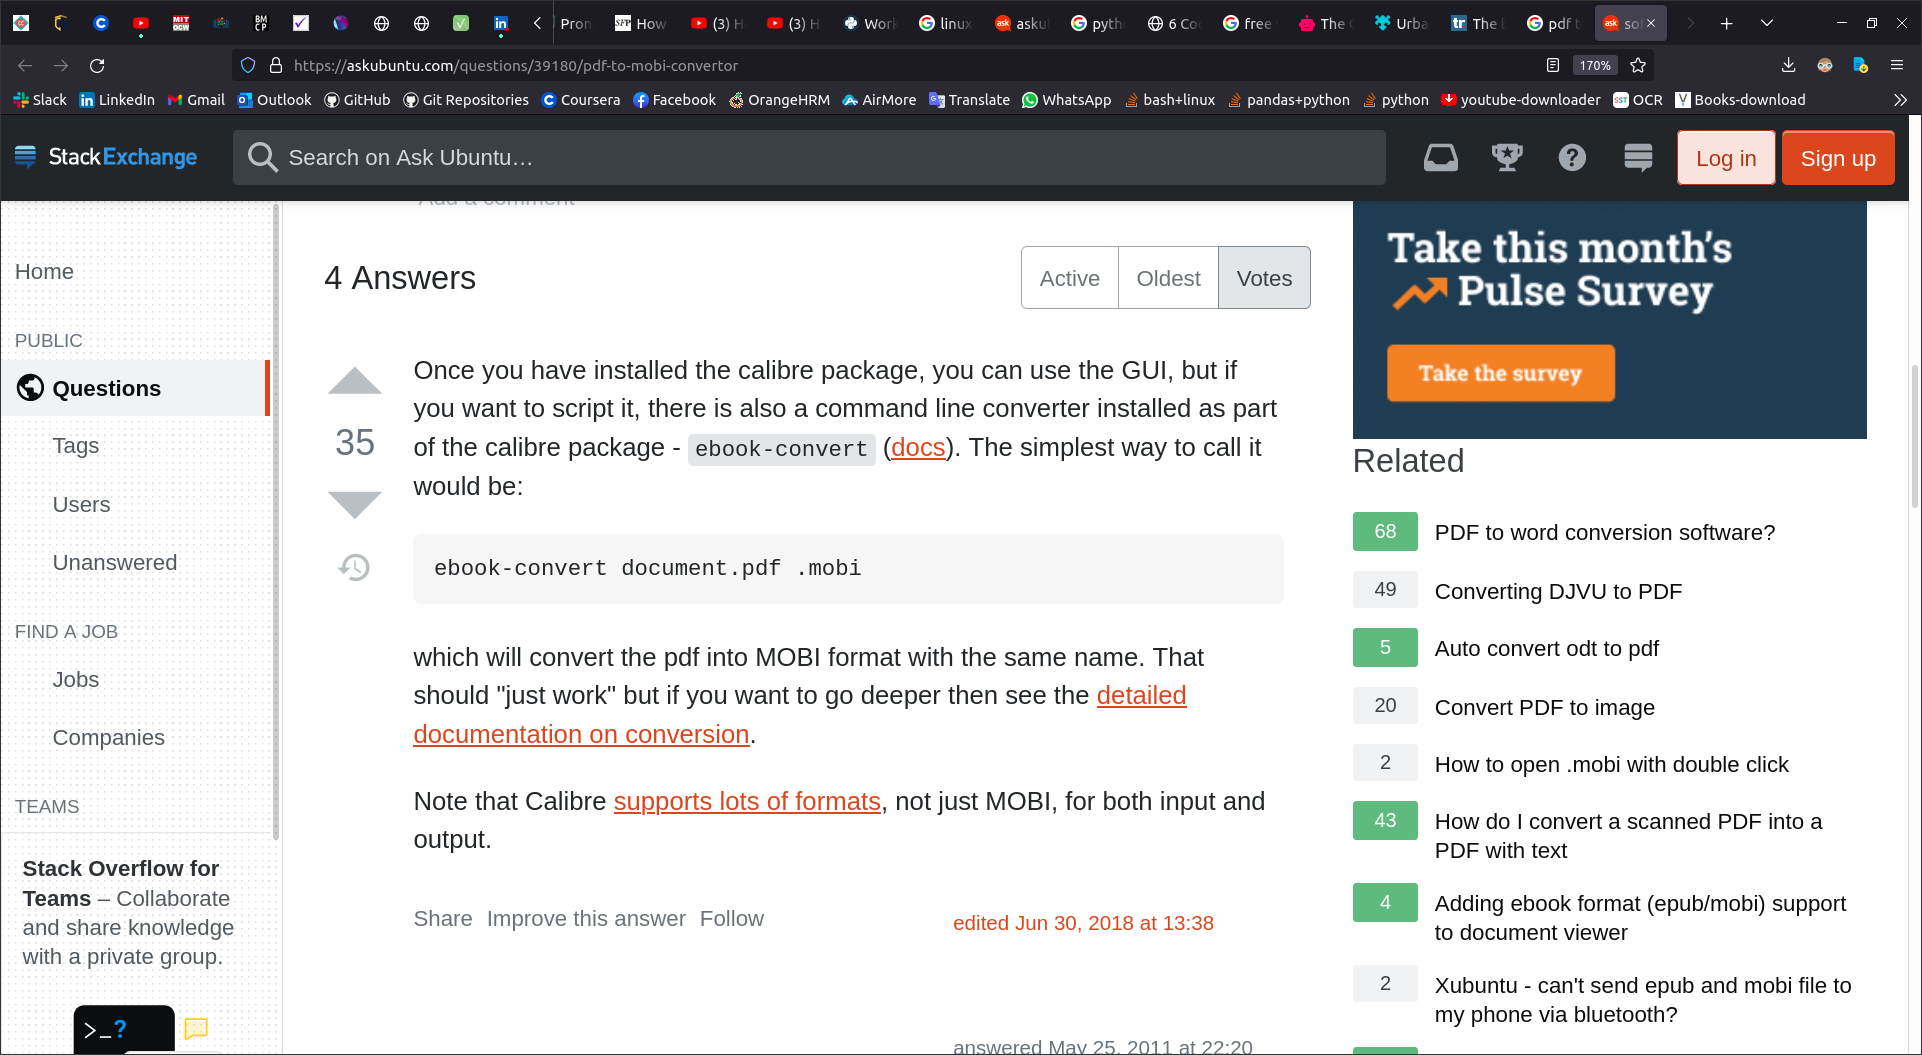 Pron
How
(3) H
(3) H
Work
linux
asku
pyth
6 Co
free
The
Urba
The b
pdf t
so
https://askubuntu.com/questions/39180/pdf-to-mobi-convertor
170%
Slack
LinkedIn
Gmail
Outlook
GitHub
Git Repositories
Coursera
Facebook
OrangeHRM
AirMore
Translate
WhatsApp
bash+linux
pandas+python
python
youtube-downloader
OCR
Books-download
StackExchange
Search on Ask Ubuntu…
Log in
Sign up
Home
PUBLIC
Questions
Tags
Users
Unanswered
FIND A JOB
Jobs
Companies
TEAMS
Stack Overflow for
Teams – Collaborate
and share knowledge
with a private group.
>_?
Add a comment
4 Answers
Active
Oldest
Votes
35
Once you have installed the calibre package, you can use the GUI, but if
you want to script it, there is also a command line converter installed as part
of the calibre package - ebook-convert (docs). The simplest way to call it
would be:
ebook-convert document.pdf .mobi
which will convert the pdf into MOBI format with the same name. That
should "just work" but if you want to go deeper then see the detailed
documentation on conversion.
Note that Calibre supports lots of formats, not just MOBI, for both input and
output.
Share Improve this answer Follow
edited Jun 30, 2018 at 13:38
answered May 25, 2011 at 22:20
Take this month's
Pulse Survey
Take the survey
Related
68 PDF to word conversion software?
49 Converting DJVU to PDF
5 Auto convert odt to pdf
20 Convert PDF to image
2 How to open .mobi with double click
43 How do I convert a scanned PDF into a
PDF with text
4 Adding ebook format (epub/mobi) support
to document viewer
2 Xubuntu - can't send epub and mobi file to
my phone via bluetooth?